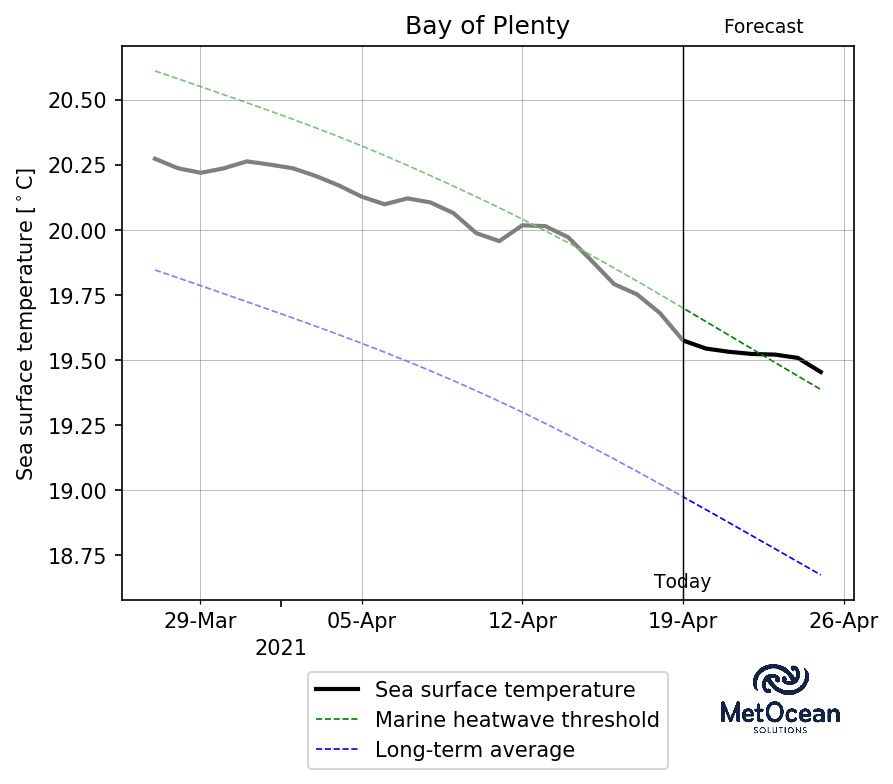 Bay of Plenty
Forecast
Sea surface temperature [°C]
20.50
20.25
20.00
19.75
19.50
19.25
19.00
18.75
Today
29-Mar
05-Apr
12-Apr
19-Apr
26-Apr
2021
Sea surface temperature
Marine heatwave threshold
Long-term average
MetOcean
SOLUTIONS